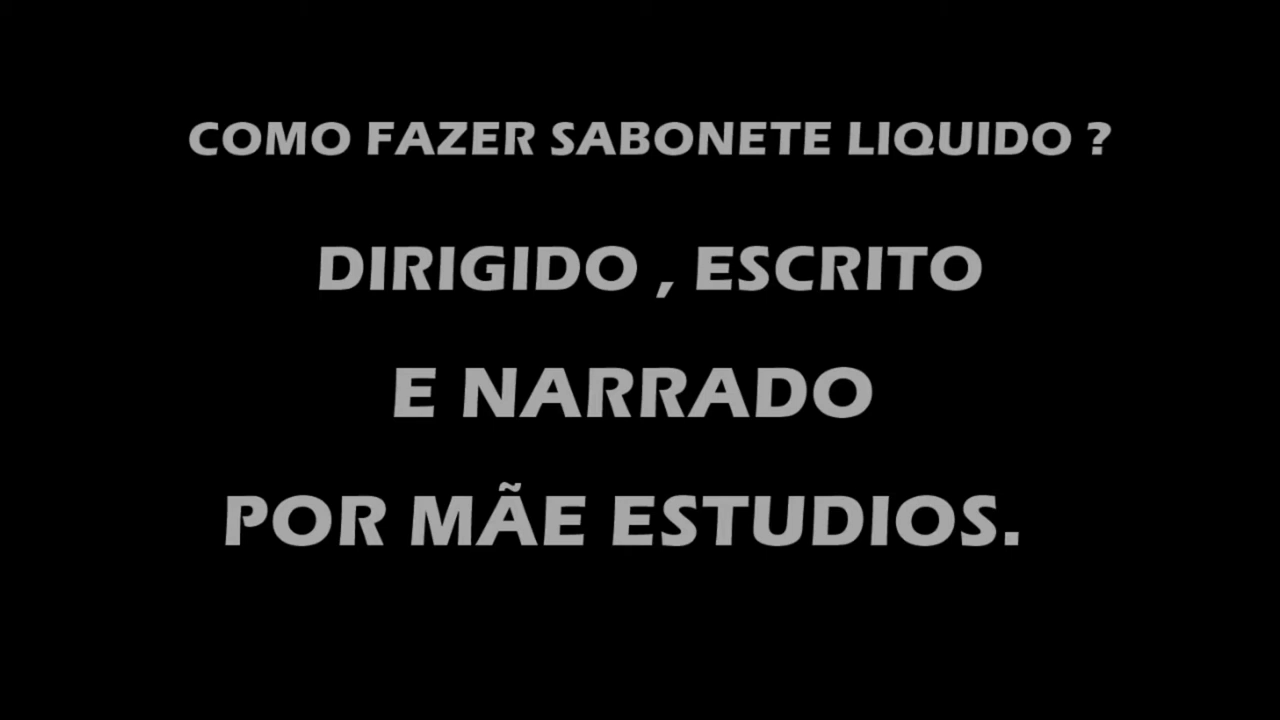 COMO FAZER SABONETE LIQUIDO ?
DIRIGIDO , ESCRITO
E NARRADO
POR MÃE ESTUDIOS.